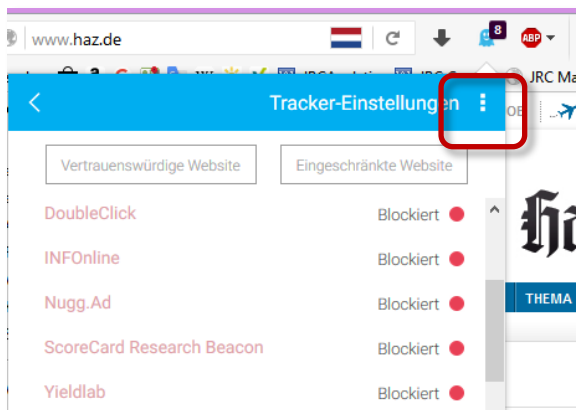 www.haz.de
8
ABP
JRC Ma
Tracker-Einstellungen
Vertrauenswürdige Website
Eingeschränkte Website
DoubleClick Blockiert
INFOnline Blockiert
Nugg.Ad Blockiert
ScoreCard Research Beacon Blockiert
Yieldlab Blockiert
THEMA